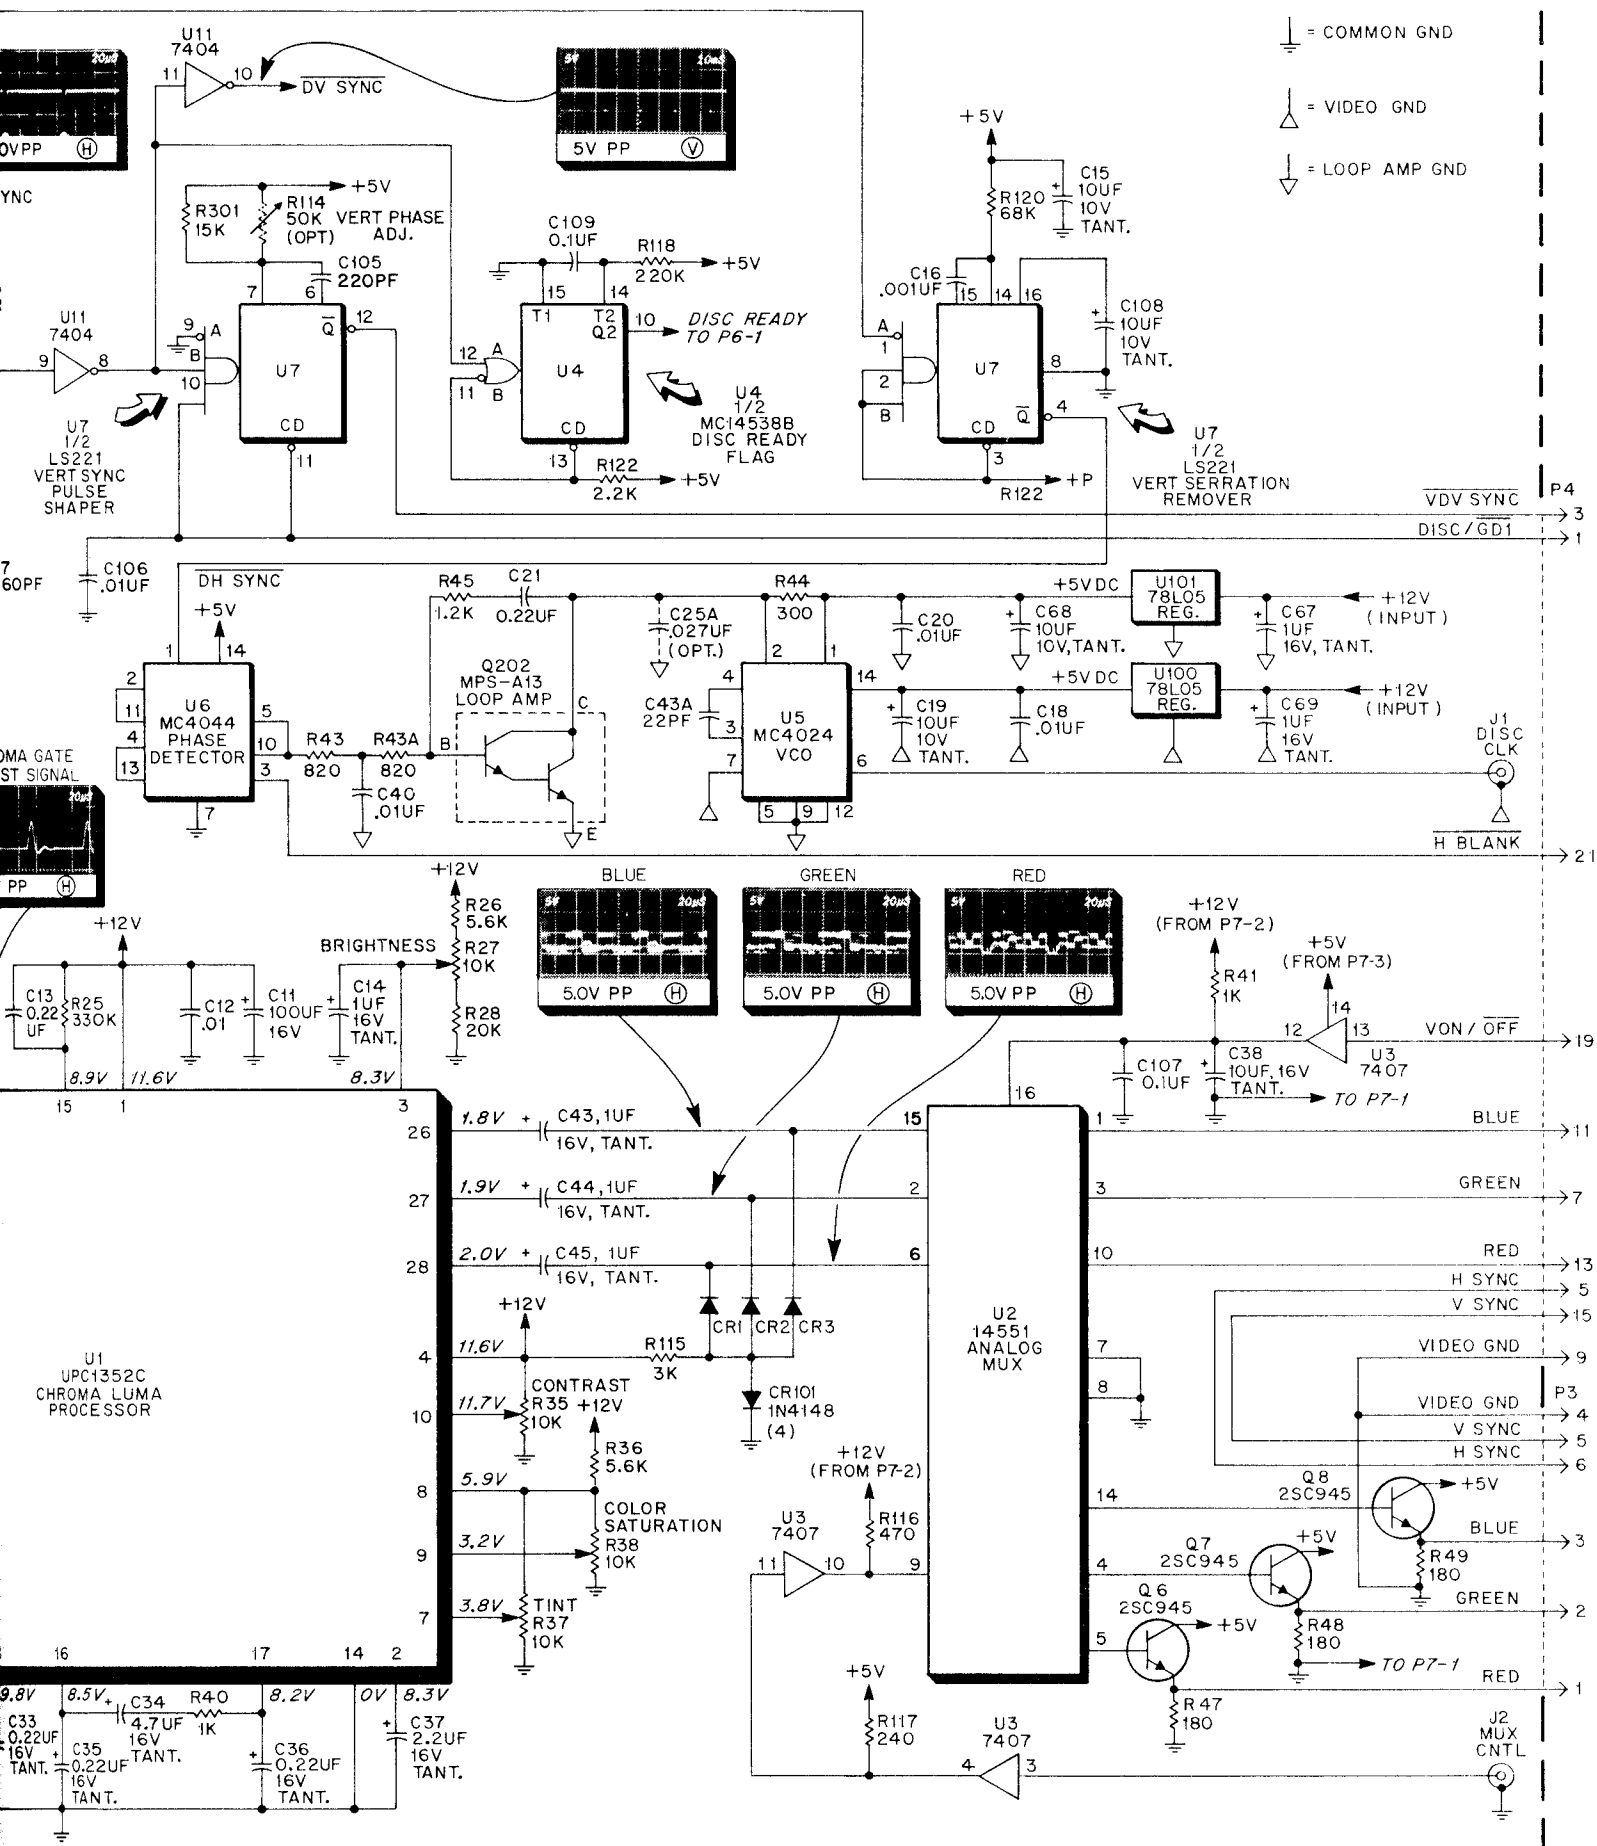 U11
7404
11
10
DV SYNC
20µS
0VPP
H
YNC
5V
10mS
5V PP
V
= COMMON GND
= VIDEO GND
= LOOP AMP GND
+5V
R301
15K
R114
50K
(OPT)
VERT PHASE
ADJ.
C105
220PF
7
6
U11
7404
9
8
9
A
B
10
Q
12
U7
CD
11
U7
1/2
LS221
VERT SYNC
PULSE
SHAPER
C109
0.1UF
R118
220K
+5V
15
14
T1
T2
Q2
10
DISC READY
TO P6-1
12
A
11
B
U4
CD
13
R122
2.2K
+5V
U4
1/2
MC14538B
DISC READY
FLAG
+5V
R120
68K
C15
10UF
10V
TANT.
C16
.001UF
15
14
16
C108
10UF
10V
TANT.
A
1
2
B
U7
8
Q
4
CD
3
R122
+P
U7
1/2
LS221
VERT SERRATION
REMOVER
VDV SYNC
P4
3
DISC/GD1
1
7
60PF
C106
.01UF
DH SYNC
+5V
1
14
2
11
4
13
U6
MC4044
PHASE
DETECTOR
5
10
3
7
R43
820
R43A
820
C40
.01UF
R45
1.2K
C21
0.22UF
Q202
MPS-A13
LOOP AMP
B
C
E
C25A
.027UF
(OPT.)
R44
300
C20
.01UF
C68
10UF
10V, TANT.
+5VDC
U101
78L05
REG.
C67
1UF
16V, TANT.
+12V
(INPUT)
2
1
4
C43A
22PF
3
7
U5
MC4024
VCO
14
6
5
9
12
C19
10UF
10V
TANT.
C18
.01UF
+5VDC
U100
78L05
REG.
C69
1UF
16V
TANT.
+12V
(INPUT)
J1
DISC
CLK
H BLANK
21
OMA GATE
ST SIGNAL
20µS
PP
H
+12V
C13
0.22
UF
R25
330K
C12
.01
C11
100UF
16V
BRIGHTNESS
C14
1UF
16V
TANT.
+12V
R26
5.6K
R27
10K
R28
20K
8.9V
11.6V
8.3V
15
1
3
BLUE
5V
20µS
5.0V PP
H
GREEN
5V
20µS
5.0V PP
H
RED
5V
20µS
5.0V PP
H
+12V
(FROM P7-2)
R41
1K
+5V
(FROM P7-3)
14
12
13
U3
7407
VON/OFF
19
C107
0.1UF
C38
10UF, 16V
TANT.
TO P7-1
16
26
1.8V
C43, 1UF
16V, TANT.
15
1
BLUE
11
27
1.9V
C44, 1UF
16V, TANT.
2
3
GREEN
7
28
2.0V
C45, 1UF
16V, TANT.
6
10
RED
13
H SYNC
5
V SYNC
15
U1
UPC1352C
CHROMA LUMA
PROCESSOR
+12V
4
11.6V
R115
3K
CR1
CR2
CR3
CR101
1N4148
(4)
U2
14551
ANALOG
MUX
7
8
VIDEO GND
9
P3
VIDEO GND
4
V SYNC
5
H SYNC
6
10
11.7V
CONTRAST
R35
10K
+12V
R36
5.6K
8
5.9V
COLOR
SATURATION
R38
10K
9
3.2V
7
3.8V
TINT
R37
10K
+12V
(FROM P7-2)
R116
470
U3
7407
11
10
9
14
Q8
2SC945
+5V
BLUE
3
R49
180
4
Q7
2SC945
+5V
GREEN
2
R48
180
TO P7-1
5
Q6
2SC945
+5V
RED
1
R47
180
16
17
14
2
9.8V
8.5V
8.2V
0V
8.3V
C33
0.22UF
16V
TANT.
C34
4.7UF
16V
TANT.
R40
1K
C35
0.22UF
16V
TANT.
C36
0.22UF
16V
TANT.
C37
2.2UF
16V
TANT.
+5V
R117
240
U3
7407
4
3
J2
MUX
CNTL